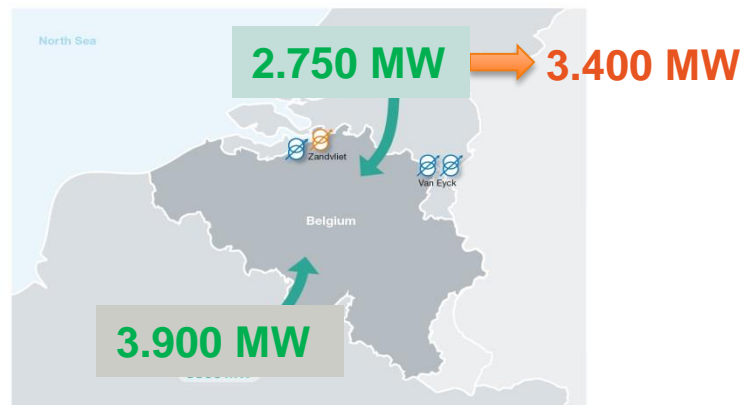 North Sea
2.750 MW
3.400 MW
Zandvliet
Van Eyck
Belgium
3.900 MW